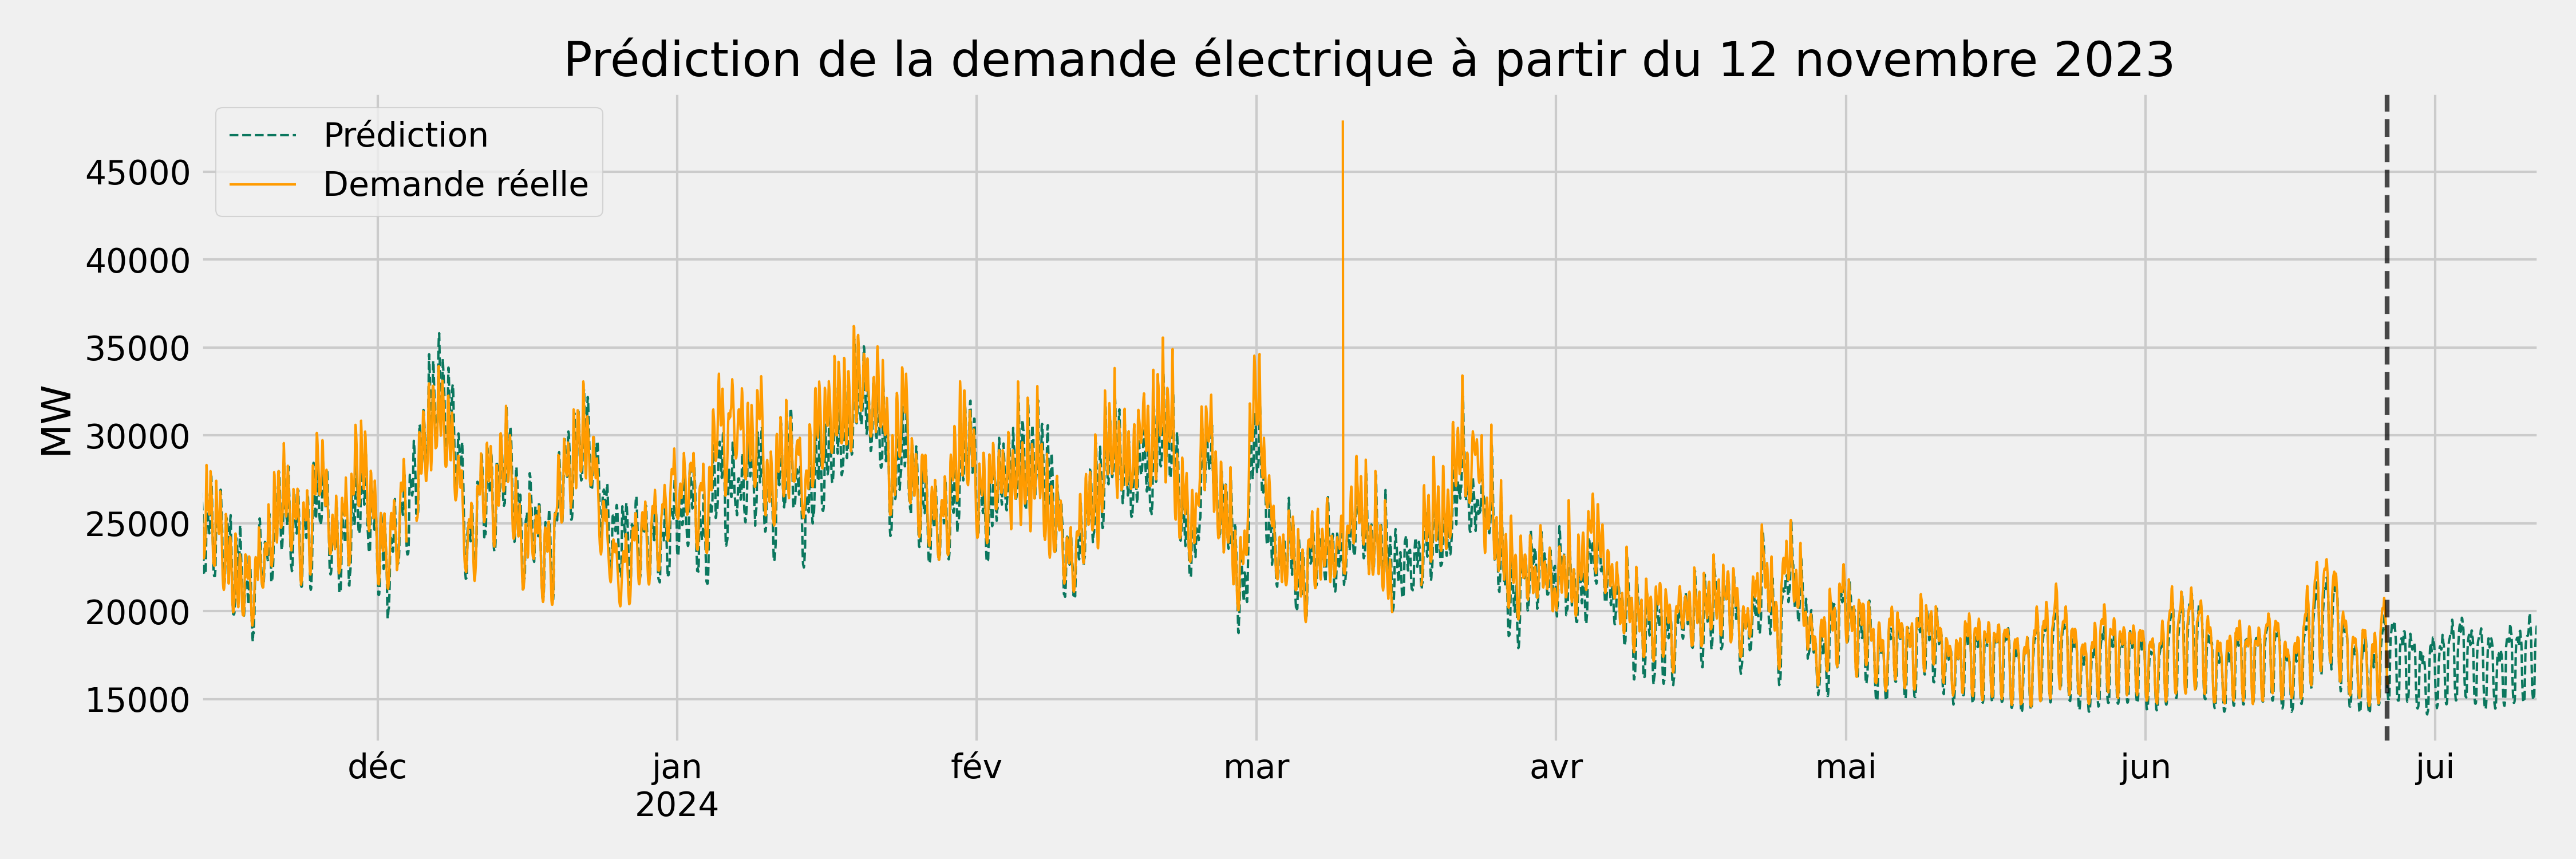 Prédiction de la demande électrique à partir du 12 novembre 2023
Prédiction
Demande réelle
MW
45000
40000
35000
30000
25000
20000
15000
déc
jan
2024
fév
mar
avr
mai
jun
jui